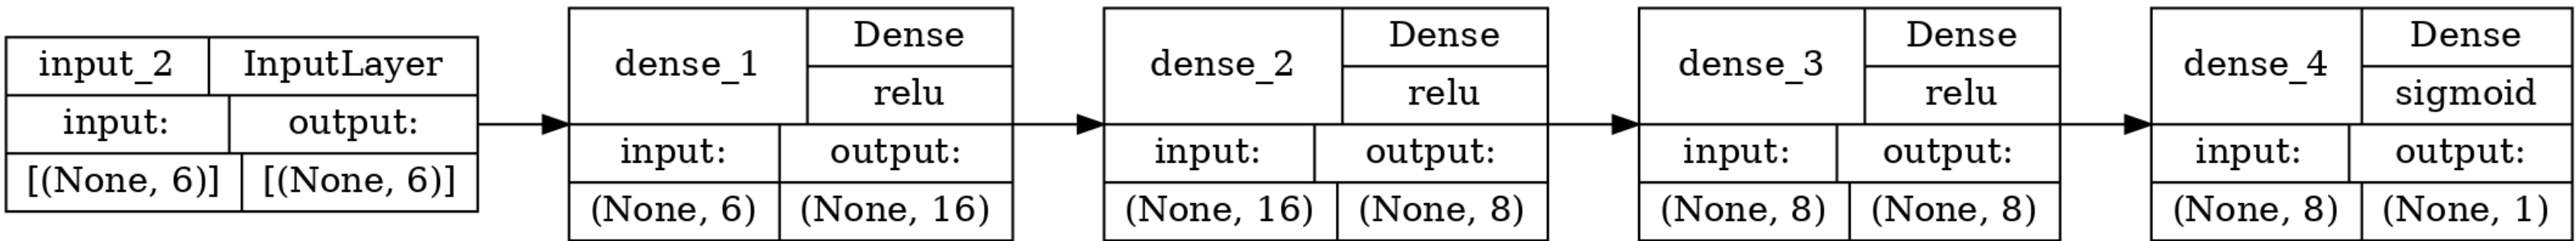 input_2 InputLayer
input: output:
[(None, 6)] [(None, 6)]
dense_1 Dense
relu
input: output:
(None, 6) (None, 16)
dense_2 Dense
relu
input: output:
(None, 16) (None, 8)
dense_3 Dense
relu
input: output:
(None, 8) (None, 8)
dense_4 Dense
sigmoid
input: output:
(None, 8) (None, 1)